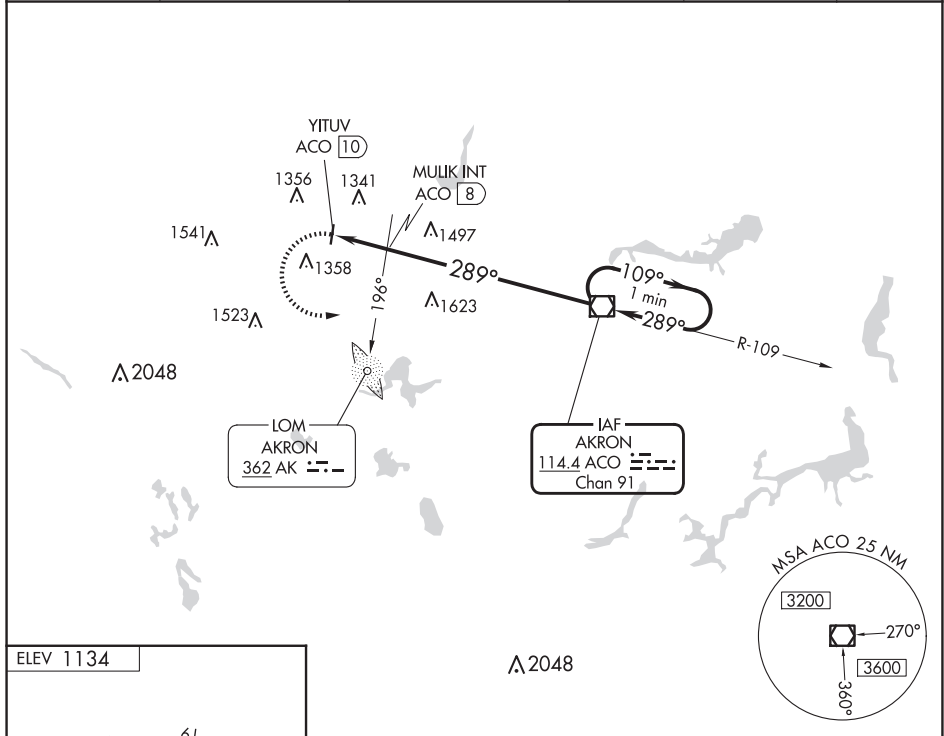 YITUV
ACO 10
MULIK INT
ACO 8
1356
1341
1541
1497
1358
289°
109°
1 min
289°
196°
1623
1523
R-109
2048
LOM
AKRON
362 AK
IAF
AKRON
114.4 ACO
Chan 91
MSA ACO 25 NM
3200
270°
3600
360°
ELEV 1134
2048